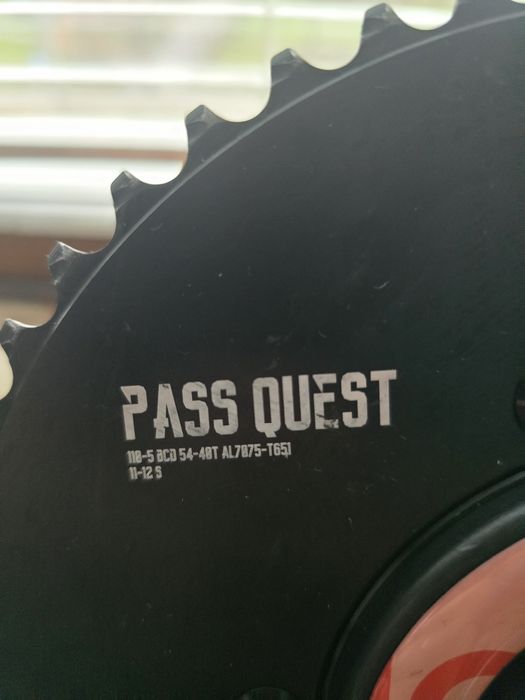 PASS QUEST
110-5 BCD 54-40T AL7075-T651
11-12 S